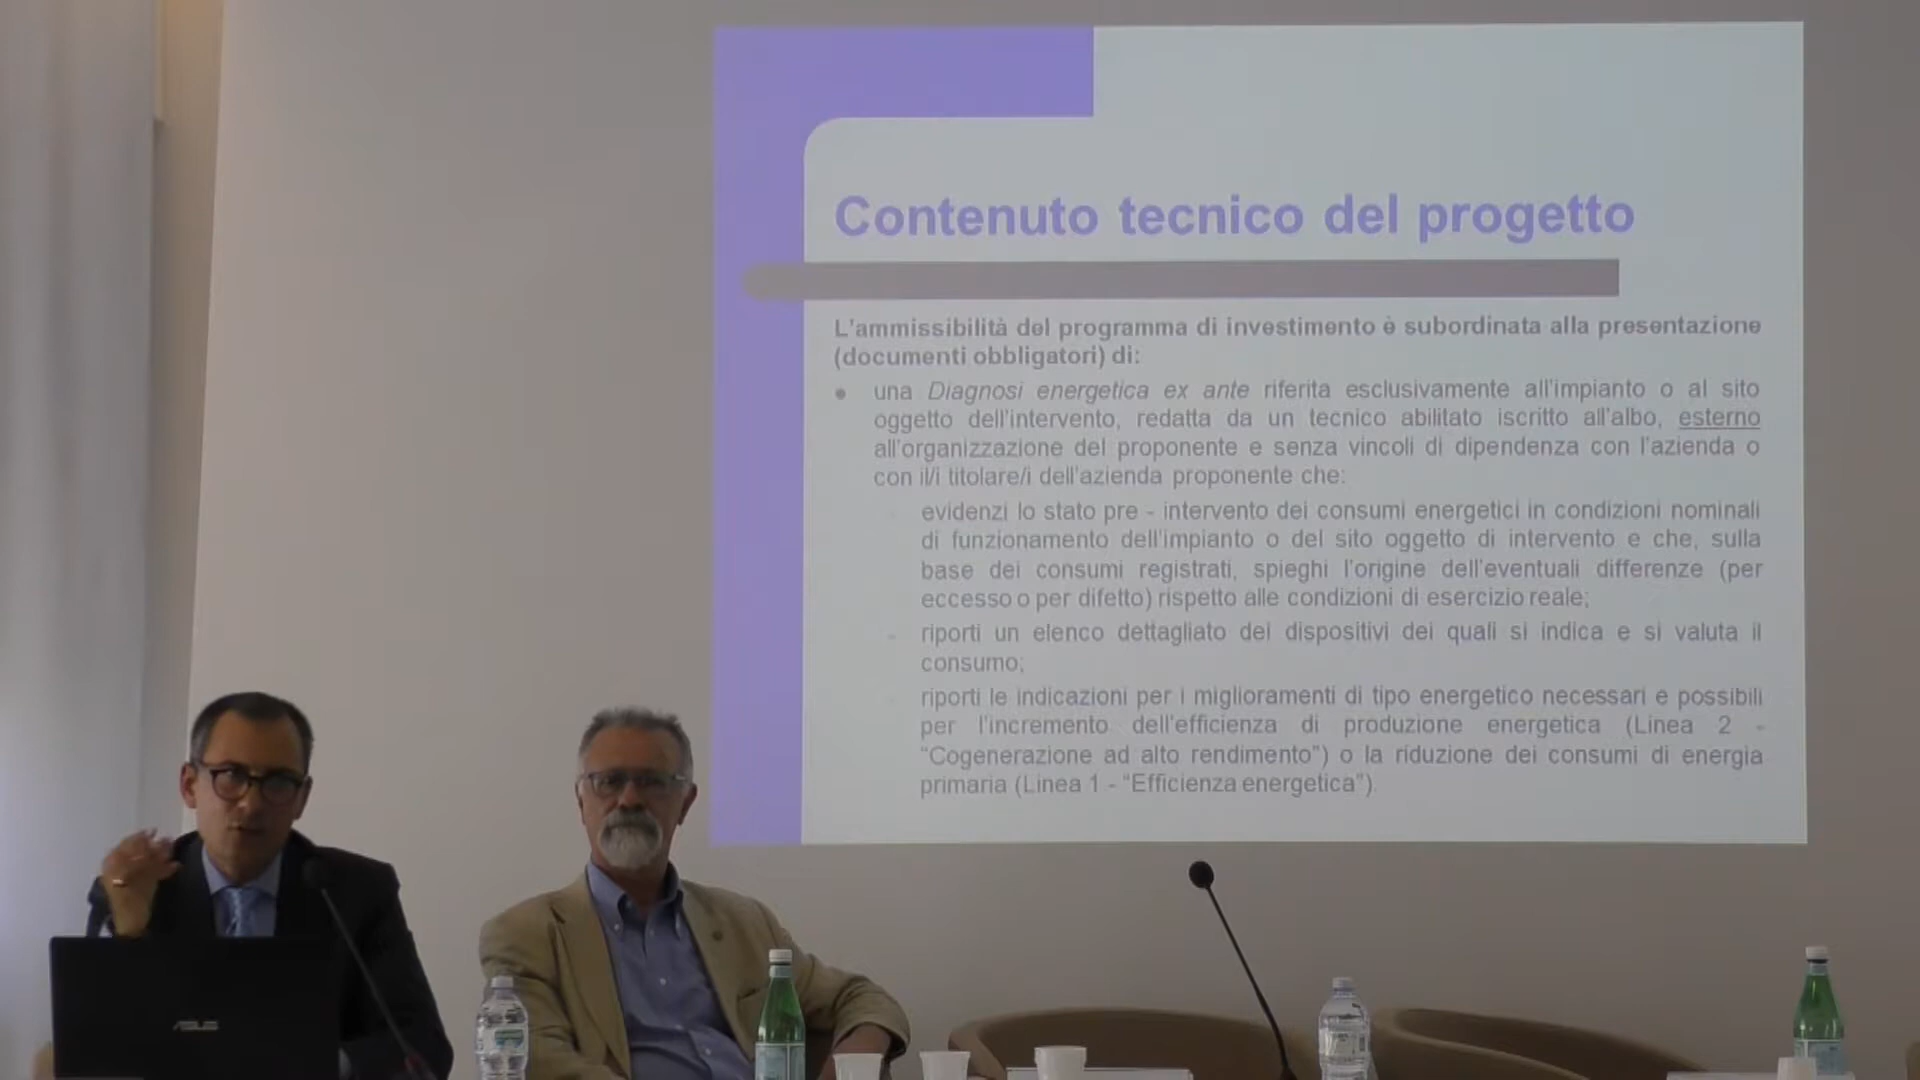 Contenuto tecnico del progetto
L'ammissibilità del programma di investimento è subordinata alla presentazione
(documenti obbligatori) di:
● una Diagnosi energetica ex ante riferita esclusivamente all'impianto o al sito
oggetto dell'intervento, redatta da un tecnico abilitato iscritto all'albo, esterno
all'organizzazione del proponente e senza vincoli di dipendenza con l'azienda o
con il/i titolare/i dell'azienda proponente che:
- evidenzi lo stato pre - intervento dei consumi energetici in condizioni nominali
di funzionamento dell'impianto o del sito oggetto di intervento e che, sulla
base dei consumi registrati, spieghi l'origine dell'eventuali differenze (per
eccesso o per difetto) rispetto alle condizioni di esercizio reale;
- riporti un elenco dettagliato dei dispositivi dei quali si indica e si valuta il
consumo;
- riporti le indicazioni per i miglioramenti di tipo energetico necessari e possibili
per l'incremento dell'efficienza di produzione energetica (Linea 2 -
“Cogenerazione ad alto rendimento”) o la riduzione dei consumi di energia
primaria (Linea 1 - “Efficienza energetica”).
ASUS